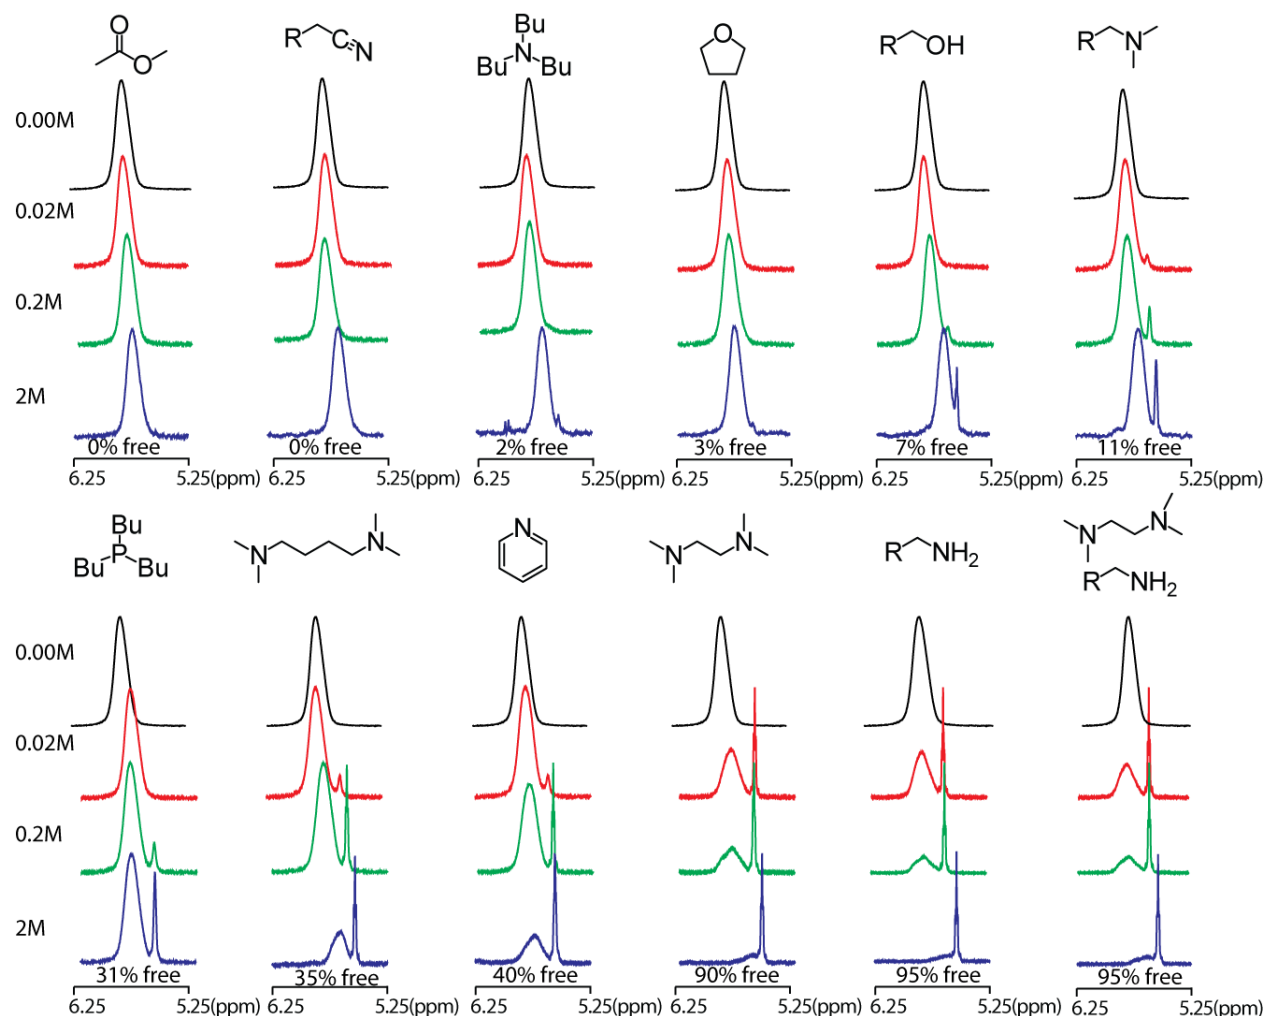 O
O
R
C≡N
Bu
N
Bu
Bu
O
R
OH
R
N
0.00M
0.02M
0.2M
2M
0% free
0% free
2% free
3% free
7% free
11% free
6.25 5.25(ppm)
6.25 5.25(ppm)
6.25 5.25(ppm)
6.25 5.25(ppm)
6.25 5.25(ppm)
6.25 5.25(ppm)
Bu
P
Bu
Bu
N
N
N
N
N
R
NH2
N
N
R
NH2
0.00M
0.02M
0.2M
2M
31% free
35% free
40% free
90% free
95% free
95% free
6.25 5.25(ppm)
6.25 5.25(ppm)
6.25 5.25(ppm)
6.25 5.25(ppm)
6.25 5.25(ppm)
6.25 5.25(ppm)